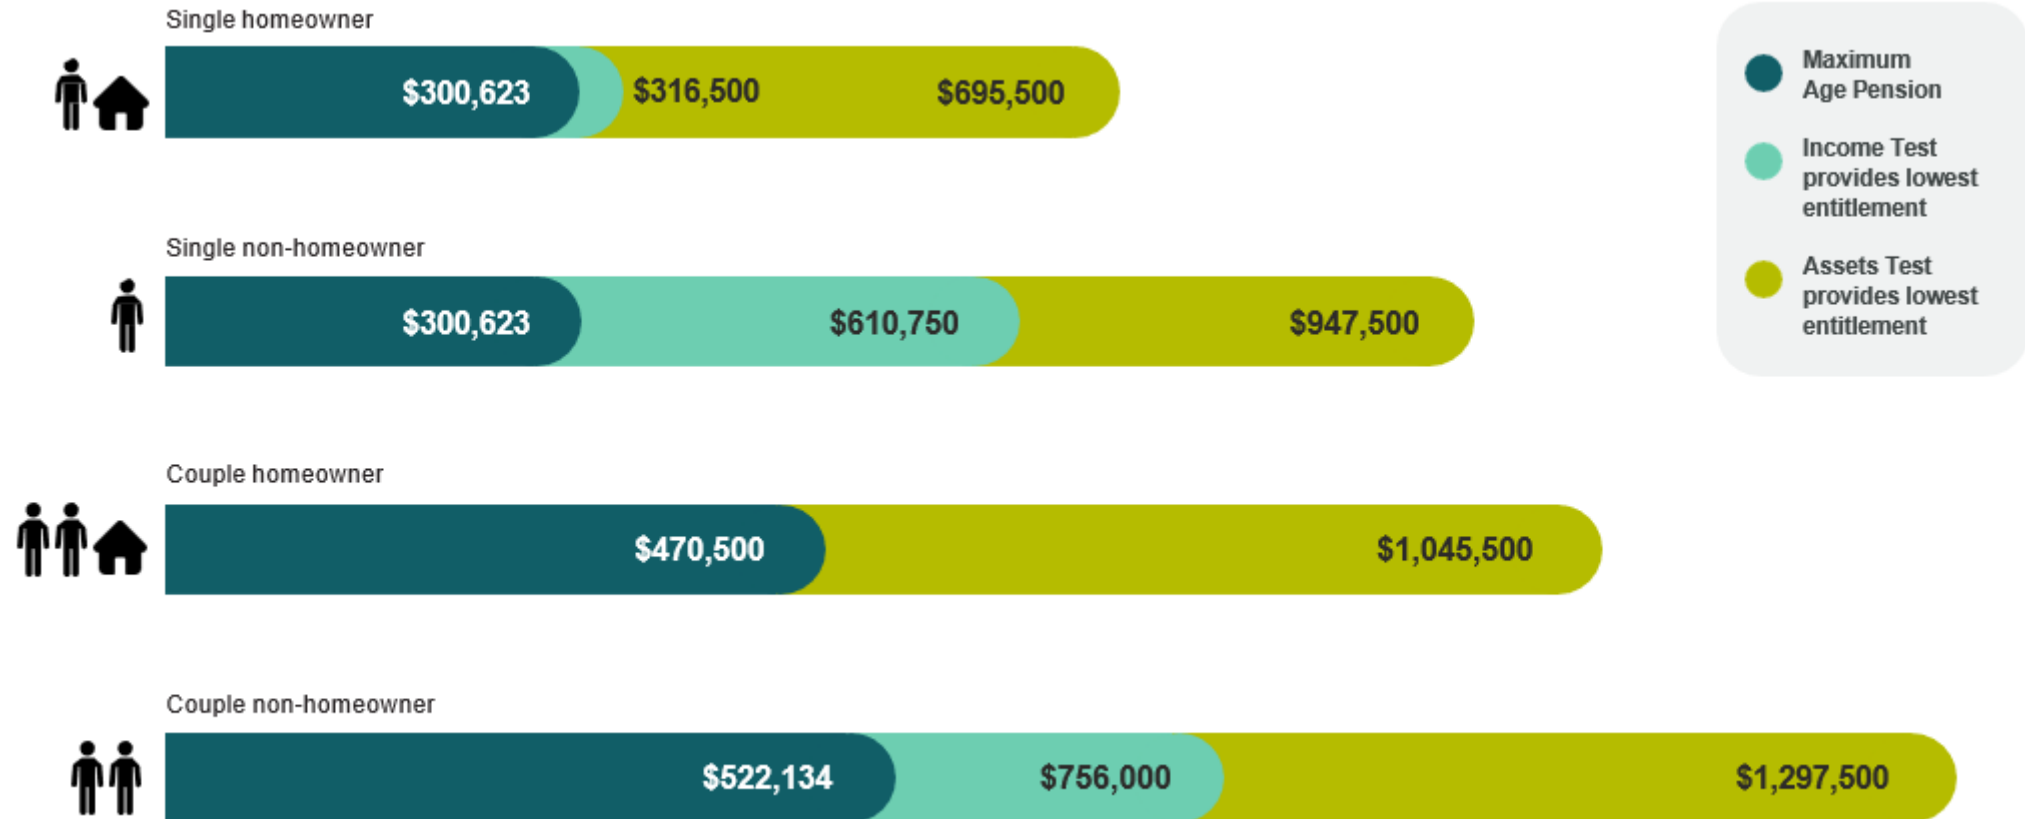 Single homeowner
$300,623
$316,500
$695,500
Single non-homeowner
$300,623
$610,750
$947,500
Couple homeowner
$470,500
$1,045,500
Couple non-homeowner
$522,134
$756,000
$1,297,500
Maximum
Age Pension
Income Test
provides lowest
entitlement
Assets Test
provides lowest
entitlement